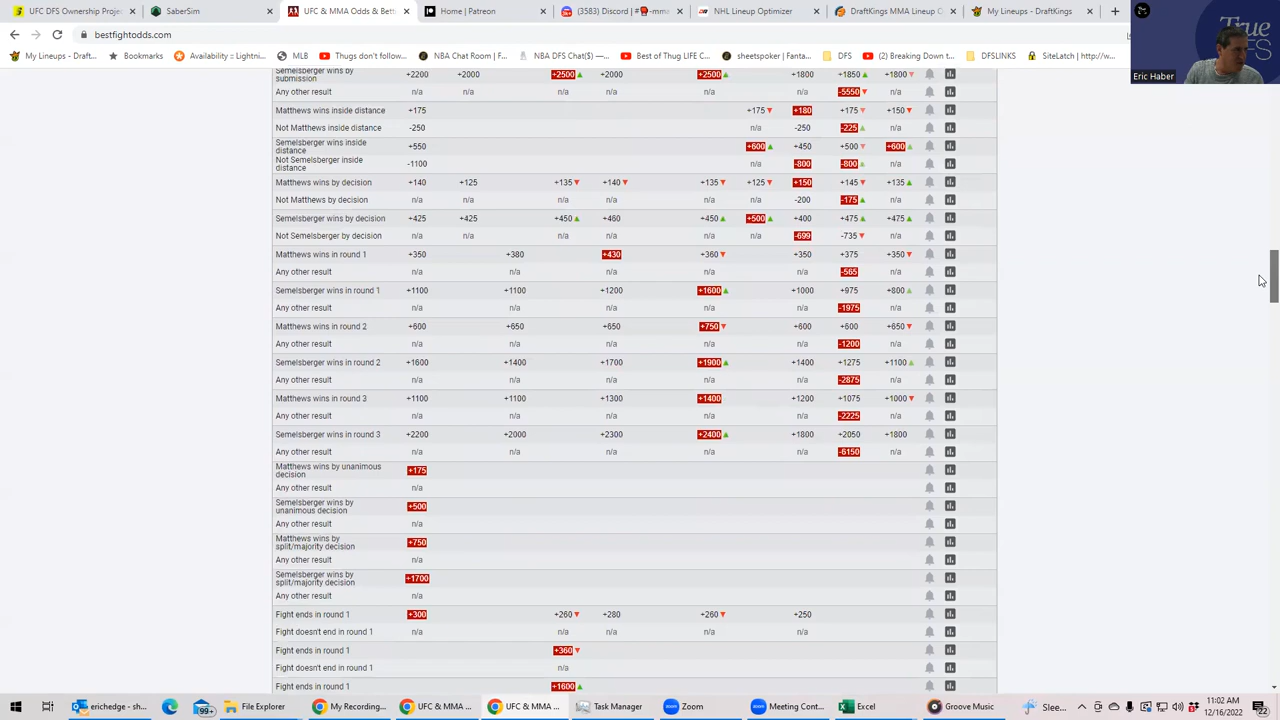 UFC DFS Ownership Proje
SaberSim
UFC & MMA Odds & Bett
Home | Patreon
(3583) Discord | #
-mm
NHL Lineup Optimizer
DraftKings MMA Lineup C
My Lineups - DraftKings
bestfightodds.com
My Lineups - Draft...
Bookmarks
Availability :: Lightni...
MLB
Thugs don't follow...
NBA Chat Room | F...
NBA DFS Chat($) —...
Best of Thug LIFE C...
sheetspoker | Fanta...
DFS
(2) Breaking Down t...
DFSLINKS
SiteLatch | http://w...
True
Eric Haber
Semelsberger wins by submission +2200 +2000 +2500 +2000 +2500 +1800 +1850 +1800
Any other result n/a n/a n/a n/a n/a n/a -5550 n/a
Matthews wins inside distance +175 +175 +180 +175 +150
Not Matthews inside distance -250 n/a -250 -225 n/a
Semelsberger wins inside distance +550 +600 +450 +500 +600
Not Semelsberger inside distance -1100 n/a -800 -800 n/a
Matthews wins by decision +140 +125 +135 +140 +135 +125 +150 +145 +135
Not Matthews by decision n/a n/a n/a n/a n/a n/a -200 -175 n/a
Semelsberger wins by decision +425 +425 +450 +460 +450 +500 +400 +475 +475
Not Semelsberger by decision n/a n/a n/a n/a n/a n/a -699 -735 n/a
Matthews wins in round 1 +350 +380 +430 +360 +350 +375 +350
Any other result n/a n/a n/a n/a n/a -565 n/a
Semelsberger wins in round 1 +1100 +1100 +1200 +1600 +1000 +975 +800
Any other result n/a n/a n/a n/a n/a -1975 n/a
Matthews wins in round 2 +600 +650 +650 +750 +600 +600 +650
Any other result n/a n/a n/a n/a n/a -1200 n/a
Semelsberger wins in round 2 +1600 +1400 +1700 +1900 +1400 +1275 +1100
Any other result n/a n/a n/a n/a n/a -2875 n/a
Matthews wins in round 3 +1100 +1100 +1300 +1400 +1200 +1075 +1000
Any other result n/a n/a n/a n/a n/a -2225 n/a
Semelsberger wins in round 3 +2200 +2000 +2300 +2400 +1800 +2050 +1800
Any other result n/a n/a n/a n/a n/a -6150 n/a
Matthews wins by unanimous decision +175
Any other result n/a
Semelsberger wins by unanimous decision +500
Any other result n/a
Matthews wins by split/majority decision +750
Any other result n/a
Semelsberger wins by split/majority decision +1700
Any other result n/a
Fight ends in round 1 +300 +260 +280 +260 +250
Fight doesn't end in round 1 n/a n/a n/a n/a n/a
Fight ends in round 1 +360
Fight doesn't end in round 1 n/a
Fight ends in round 1 +1600
erichedge - sh...
99+
File Explorer
My Recording...
UFC & MMA ...
UFC & MMA ...
Task Manager
Zoom
Meeting Cont...
Excel
Groove Music
Slee...
11:02 AM
12/16/2022
22